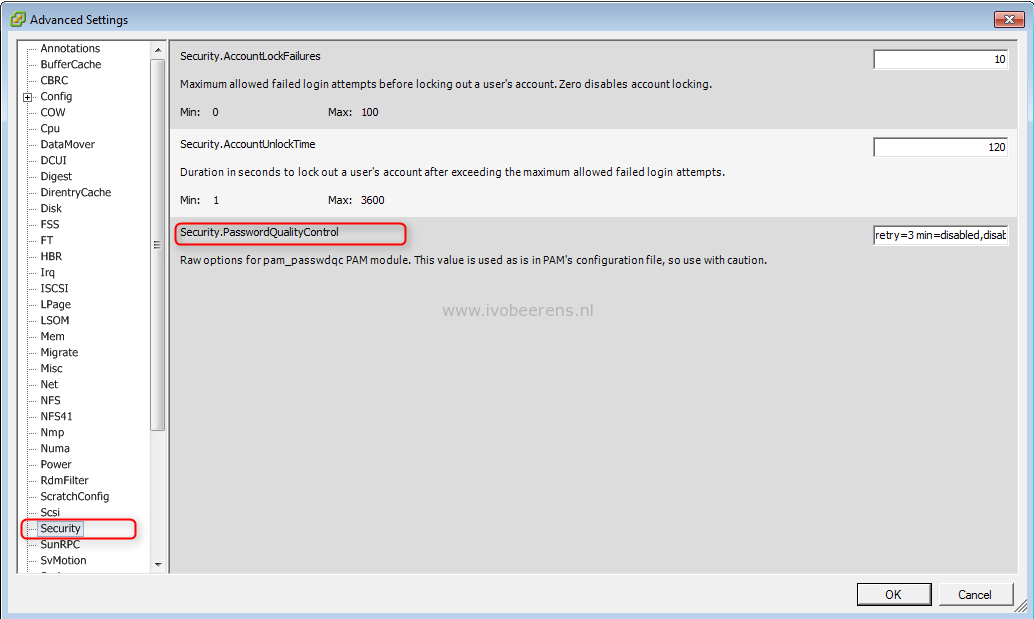 Advanced Settings
Annotations
BufferCache
CBRC
Config
COW
Cpu
DataMover
DCUI
Digest
DirentryCache
Disk
FSS
FT
HBR
Irq
ISCSI
LPage
LSOM
Mem
Migrate
Misc
Net
NFS
NFS41
Nmp
Numa
Power
RdmFilter
ScratchConfig
Scsi
Security
SunRPC
SvMotion
Security.AccountLockFailures
10
Maximum allowed failed login attempts before locking out a user's account. Zero disables account locking.
Min: 0 Max: 100
Security.AccountUnlockTime
120
Duration in seconds to lock out a user's account after exceeding the maximum allowed failed login attempts.
Min: 1 Max: 3600
Security.PasswordQualityControl
retry=3 min=disabled,disab
Raw options for pam_passwdqc PAM module. This value is used as is in PAM's configuration file, so use with caution.
www.ivobeerens.nl
OK Cancel